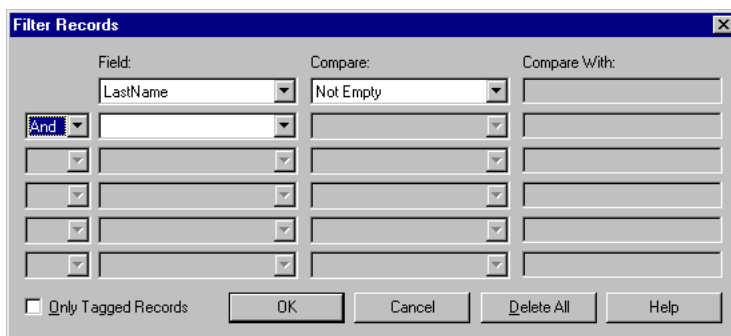 Filter Records
Field: Compare: Compare With:
LastName Not Empty
And
Only Tagged Records OK Cancel Delete All Help